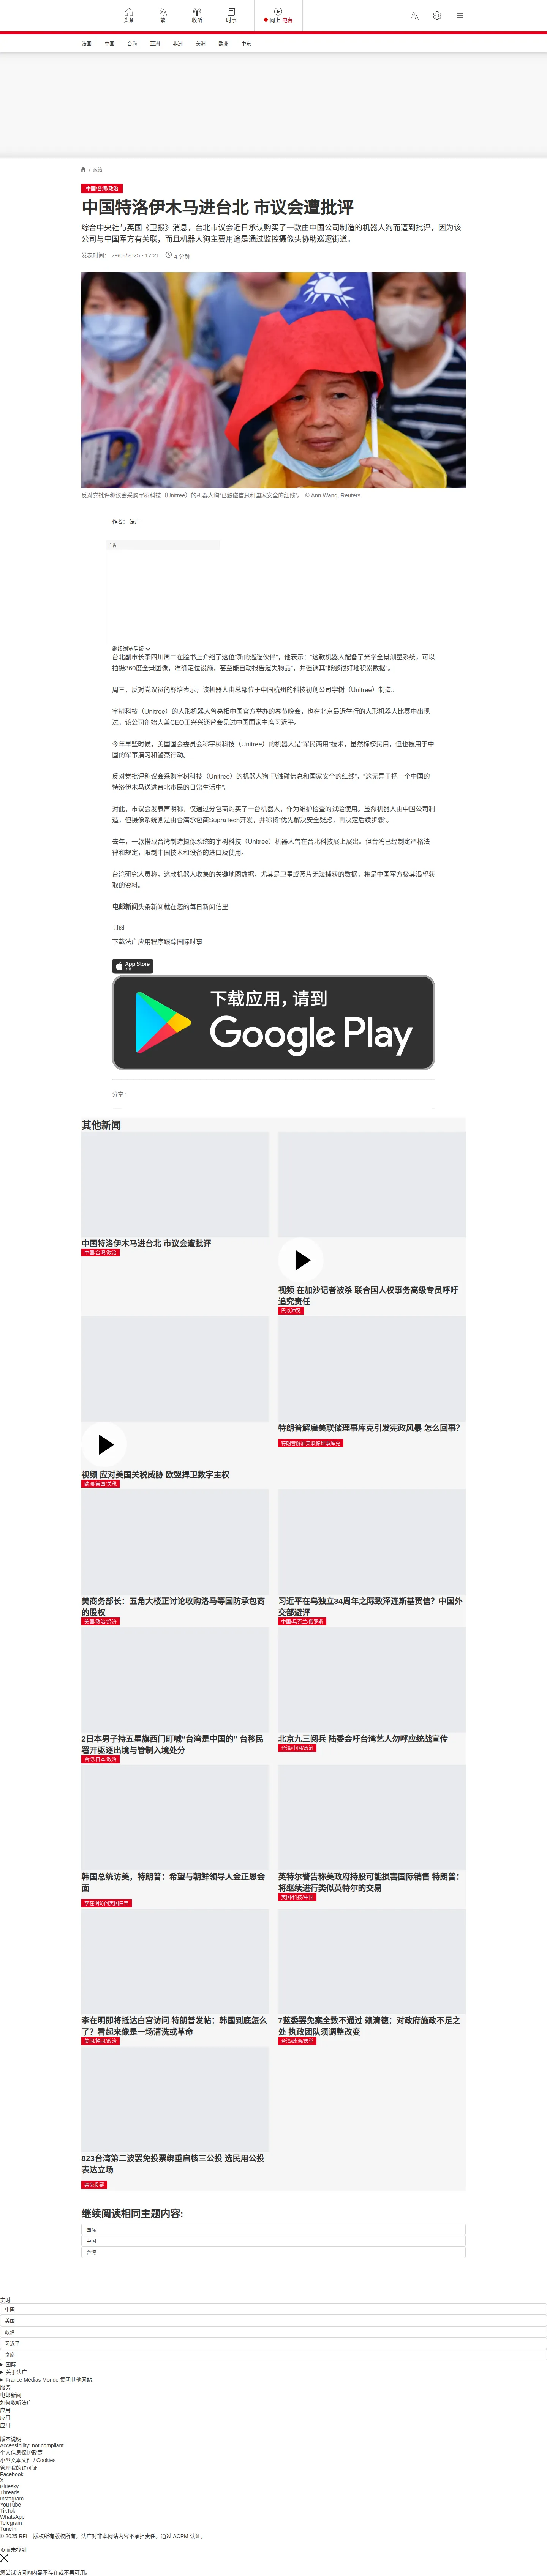 头条
繁
收听
时事
网上 电台
法国
中国
台海
亚洲
非洲
美洲
欧洲
中东
/ 政治
中国/台湾/政治
中国特洛伊木马进台北 市议会遭批评
综合中央社与英国《卫报》消息，台北市议会近日承认购买了一款由中国公司制造的机器人狗而遭到批评，因为该
公司与中国军方有关联，而且机器人狗主要用途是通过监控摄像头协助巡逻街道。
发表时间： 29/08/2025 - 17:21
4 分钟
反对党批评称议会采购宇树科技（Unitree）的机器人狗“已触碰信息和国家安全的红线”。 © Ann Wang, Reuters
作者： 法广
广告
继续浏览后续
台北副市长李四川周二在脸书上介绍了这位“新的巡逻伙伴”，他表示：“这款机器人配备了光学全景测量系统，可以
拍摄360度全景图像，准确定位设施，甚至能自动报告遗失物品”，并强调其“能够很好地积累数据”。
周三，反对党议员简舒培表示，该机器人由总部位于中国杭州的科技初创公司宇树（Unitree）制造。
宇树科技（Unitree）的人形机器人曾亮相中国官方举办的春节晚会，也在北京最近举行的人形机器人比赛中出现
过，该公司创始人兼CEO王兴兴还曾会见过中国国家主席习近平。
今年早些时候，美国国会委员会称宇树科技（Unitree）的机器人是“军民两用”技术，虽然标榜民用，但也被用于中
国的军事演习和警察行动。
反对党批评称议会采购宇树科技（Unitree）的机器人狗“已触碰信息和国家安全的红线”，“这无异于把一个中国的
特洛伊木马送进台北市民的日常生活中”。
对此，市议会发表声明称，仅通过分包商购买了一台机器人，作为维护检查的试验使用。虽然机器人由中国公司制
造，但摄像系统则是由台湾承包商SupraTech开发，并称将“优先解决安全疑虑，再决定后续步骤”。
去年，一款搭载台湾制造摄像系统的宇树科技（Unitree）机器人曾在台北科技展上展出。但台湾已经制定严格法
律和规定，限制中国技术和设备的进口及使用。
台湾研究人员称，这款机器人收集的关键地图数据，尤其是卫星或照片无法捕获的数据，将是中国军方极其渴望获
取的资料。
电邮新闻头条新闻就在您的每日新闻信里
订阅
下载法广应用程序跟踪国际时事
App Store
下载
下载应用，请到
Google Play
分享 :
其他新闻
中国特洛伊木马进台北 市议会遭批评
中国/台湾/政治
视频 在加沙记者被杀 联合国人权事务高级专员呼吁
追究责任
巴以冲突
视频 应对美国关税威胁 欧盟捍卫数字主权
欧洲/美国/关税
特朗普解雇美联储理事库克引发宪政风暴 怎么回事？
特朗普解雇美联储理事库克
美商务部长：五角大楼正讨论收购洛马等国防承包商
的股权
美国/政治/经济
习近平在乌独立34周年之际致泽连斯基贺信？中国外
交部避评
中国/乌克兰/俄罗斯
2日本男子持五星旗西门町喊“台湾是中国的” 台移民
署开驱逐出境与管制入境处分
台湾/日本/政治
北京九三阅兵 陆委会吁台湾艺人勿呼应统战宣传
台湾/中国/政治
韩国总统访美，特朗普：希望与朝鲜领导人金正恩会
面
李在明访问美国白宫
英特尔警告称美政府持股可能损害国际销售 特朗普：
将继续进行类似英特尔的交易
美国/科技/中国
李在明即将抵达白宫访问 特朗普发帖：韩国到底怎么
了？看起来像是一场清洗或革命
美国/韩国/政治
7蓝委罢免案全数不通过 赖清德：对政府施政不足之
处 执政团队须调整改变
台湾/政治/选举
823台湾第二波罢免投票绑重启核三公投 选民用公投
表达立场
罢免投票
继续阅读相同主题内容:
国际
中国
台湾
实时
中国
美国
政治
习近平
贪腐
国际
关于法广
France Médias Monde 集团其他网站
服务
电邮新闻
如何收听法广
应用
应用
应用
版本说明
Accessibility: not compliant
个人信息保护政策
小型文本文件 / Cookies
管理我的许可证
Facebook
X
Bluesky
Threads
Instagram
YouTube
TikTok
WhatsApp
Telegram
TuneIn
© 2025 RFI – 版权所有版权所有。法广对非本网站内容不承担责任。通过 ACPM 认证。
页面未找到
您尝试访问的内容不存在或不再可用。